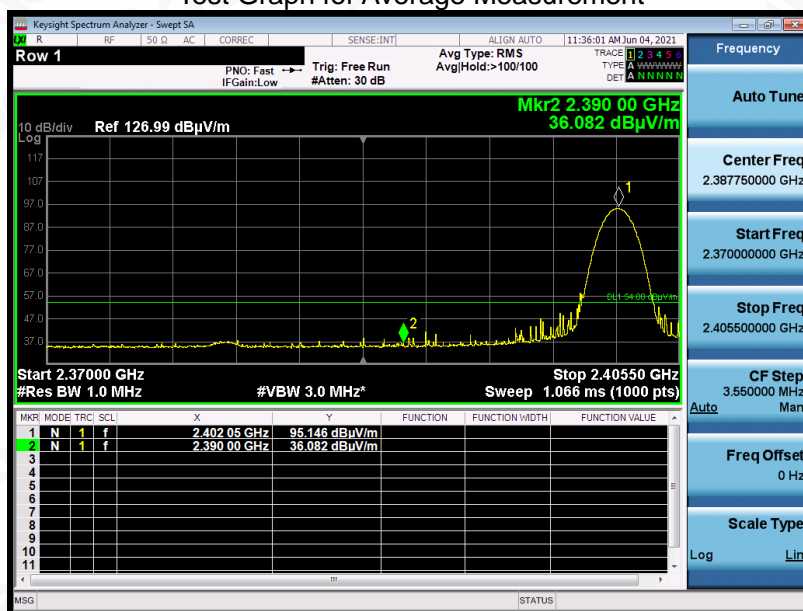 Test Graph for Average Measurement
Keysight Spectrum Analyzer - Swept SA
LXI R RF 50 Ω AC CORREC SENSE:INT ALIGN AUTO 11:36:01 AM Jun 04, 2021
Row 1
PNO: Fast
IFGain:Low
Trig: Free Run
#Atten: 30 dB
Avg Type: RMS
Avg|Hold:>100/100
TRACE 1 2 3 4 5 6
TYPE A WWWWW
DET A N N N N N
Mkr2 2.390 00 GHz
36.082 dBµV/m
10 dB/div Ref 126.99 dBµV/m
Log
117
107
97.0
87.0
77.0
67.0
57.0
47.0
37.0
1
DL1 54.00 dBµV/m
2
Start 2.37000 GHz Stop 2.40550 GHz
#Res BW 1.0 MHz #VBW 3.0 MHz* Sweep 1.066 ms (1000 pts)
MKR MODE TRC SCL X Y FUNCTION FUNCTION WIDTH FUNCTION VALUE
1 N 1 f 2.402 05 GHz 95.146 dBµV/m
2 N 1 f 2.390 00 GHz 36.082 dBµV/m
3
4
5
6
7
8
9
10
11
MSG STATUS
Frequency
Auto Tune
Center Freq
2.387750000 GHz
Start Freq
2.370000000 GHz
Stop Freq
2.405500000 GHz
CF Step
3.550000 MHz
Auto Man
Freq Offset
0 Hz
Scale Type
Log Lin